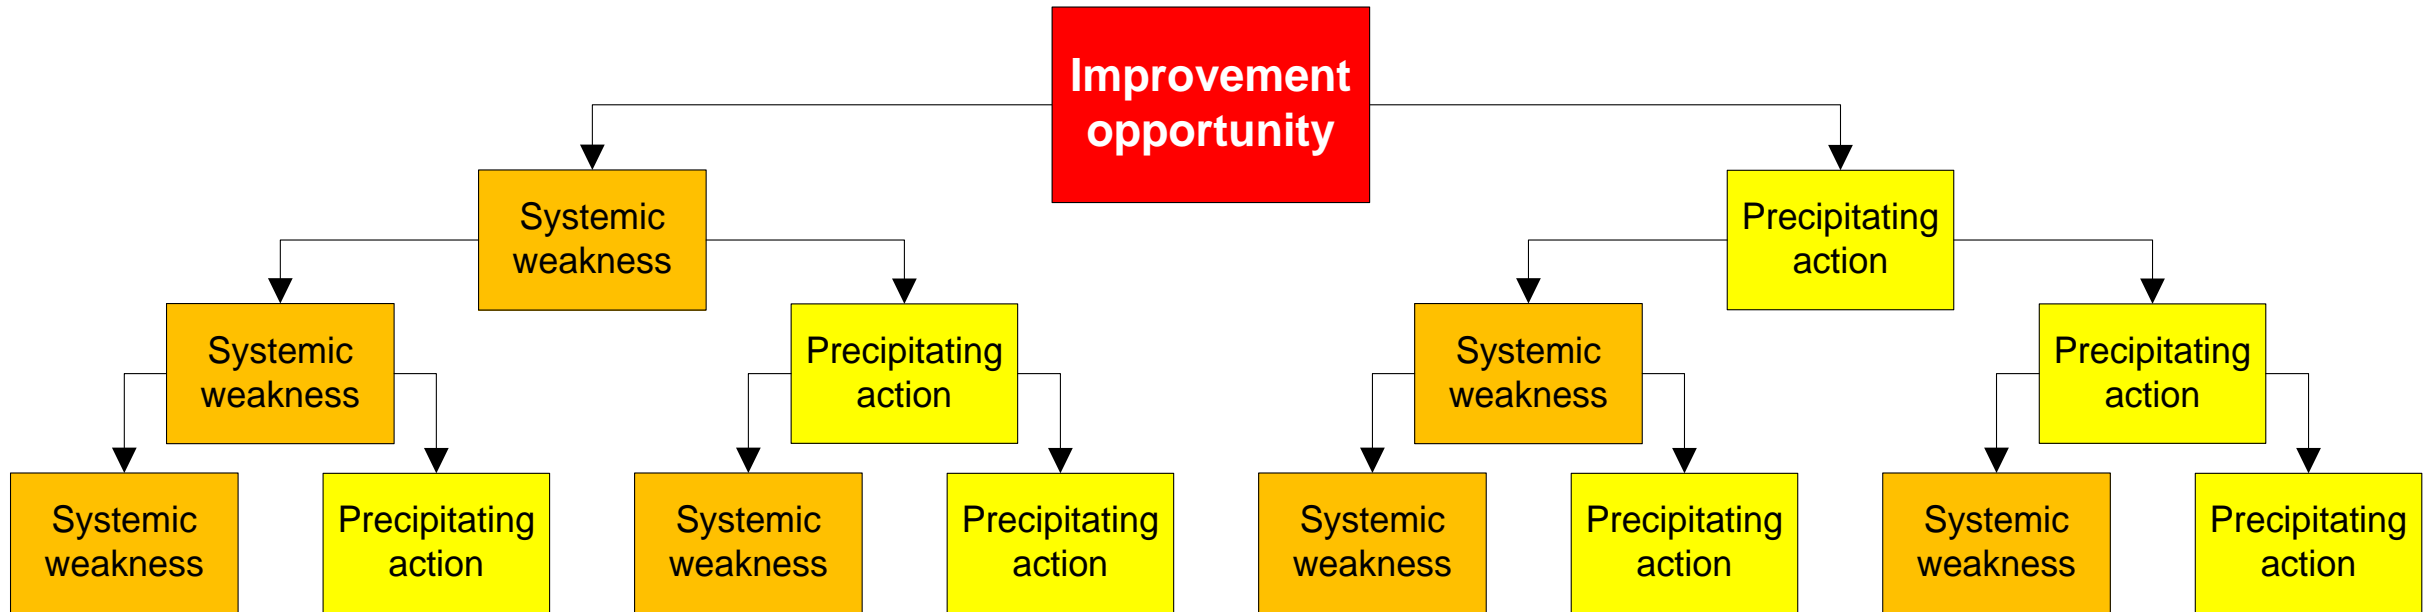 Improvement
opportunity
Systemic
weakness
Precipitating
action
Systemic
weakness
Precipitating
action
Systemic
weakness
Precipitating
action
Systemic
weakness
Precipitating
action
Systemic
weakness
Precipitating
action
Systemic
weakness
Precipitating
action
Systemic
weakness
Precipitating
action